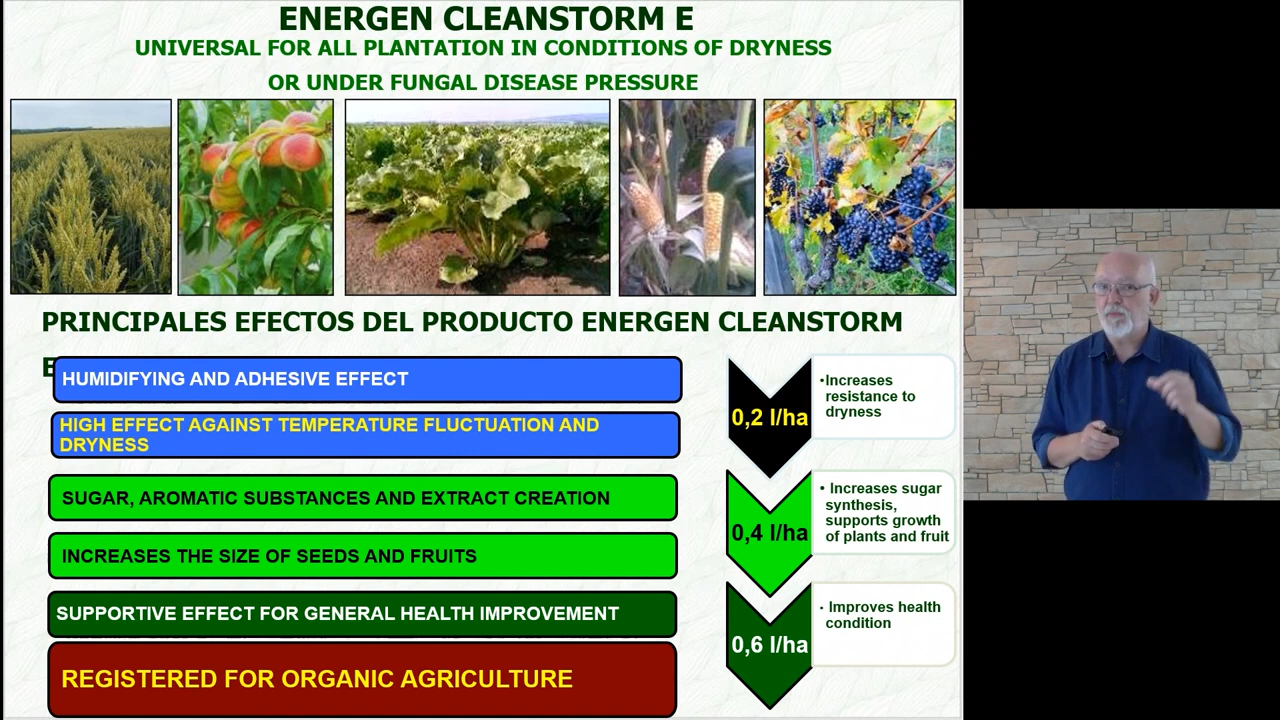 ENERGEN CLEANSTORM E
UNIVERSAL FOR ALL PLANTATION IN CONDITIONS OF DRYNESS
OR UNDER FUNGAL DISEASE PRESSURE
PRINCIPALES EFECTOS DEL PRODUCTO ENERGEN CLEANSTORM
E
HUMIDIFYING AND ADHESIVE EFFECT
HIGH EFFECT AGAINST TEMPERATURE FLUCTUATION AND
DRYNESS
SUGAR, AROMATIC SUBSTANCES AND EXTRACT CREATION
INCREASES THE SIZE OF SEEDS AND FRUITS
SUPPORTIVE EFFECT FOR GENERAL HEALTH IMPROVEMENT
REGISTERED FOR ORGANIC AGRICULTURE
0,2 l/ha
•Increases
resistance to
dryness
0,4 l/ha
• Increases sugar
synthesis,
supports growth
of plants and fruit
0,6 l/ha
• Improves health
condition